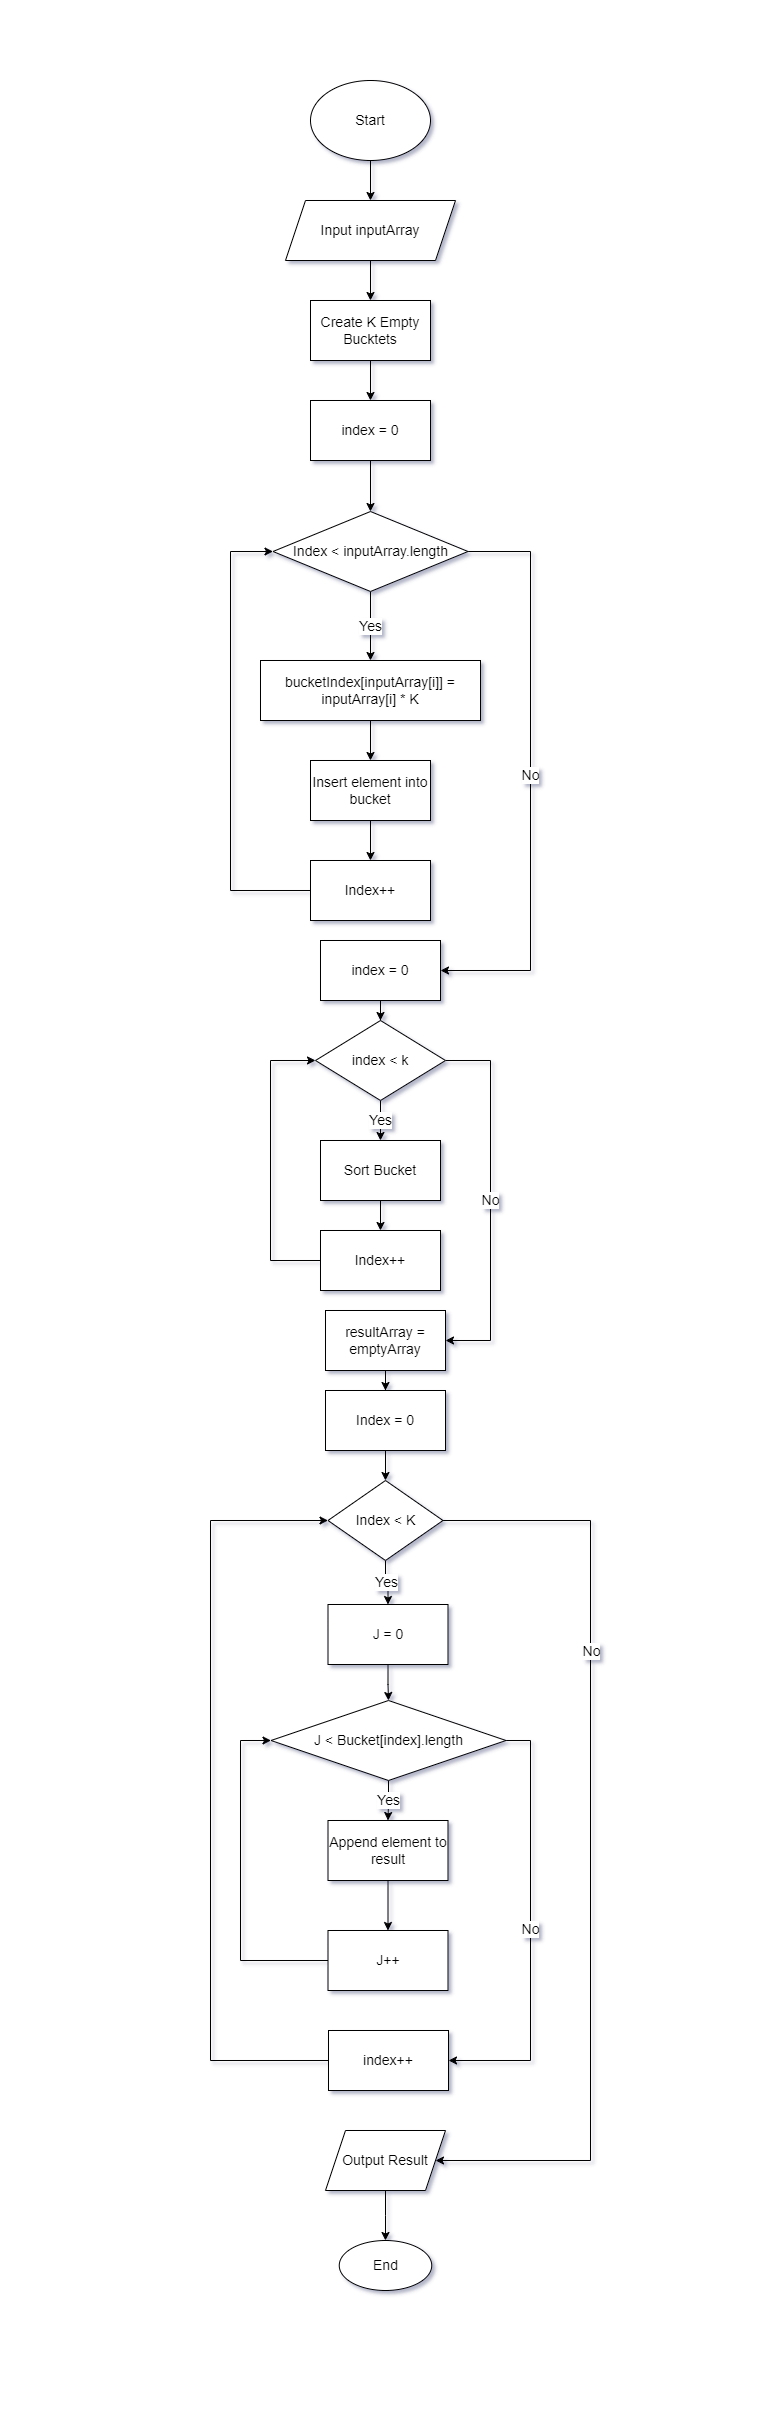 Start
Input inputArray
Create K Empty
Bucktets
index = 0
Index < inputArray.length
Yes
bucketIndex[inputArray[i]] =
inputArray[i] * K
No
Insert element into
bucket
Index++
index = 0
index < k
Yes
Sort Bucket
No
Index++
resultArray =
emptyArray
Index = 0
Index < K
Yes
J = 0
No
J < Bucket[index].length
Yes
Append element to
result
No
J++
index++
Output Result
End